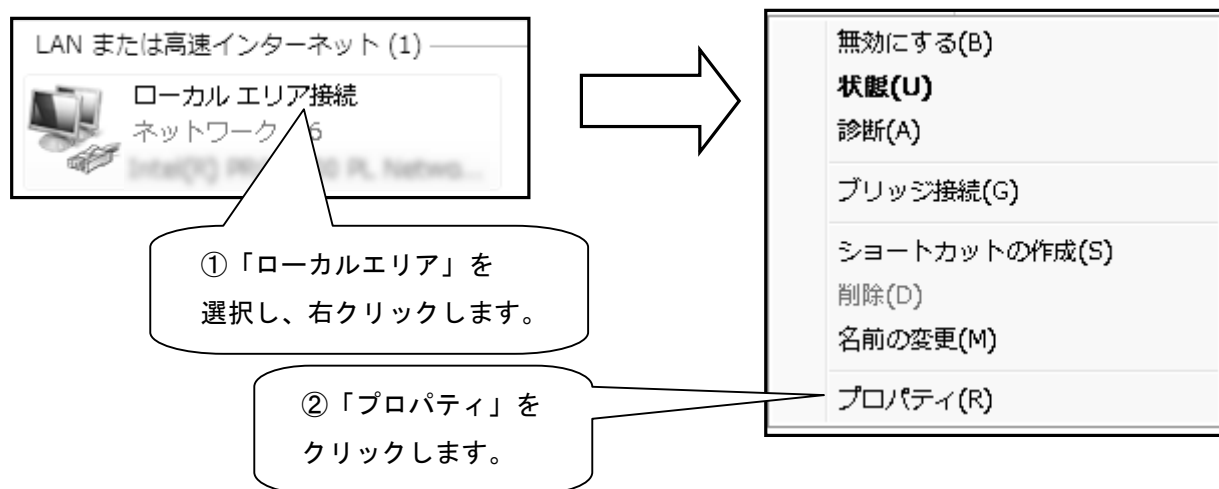 LAN または高速インターネット (1)
ローカル エリア接続
ネットワーク 6
①「ローカルエリア」を
選択し、右クリックします。
②「プロパティ」を
クリックします。
無効にする(B)
状態(U)
診断(A)
ブリッジ接続(G)
ショートカットの作成(S)
削除(D)
名前の変更(M)
プロパティ(R)